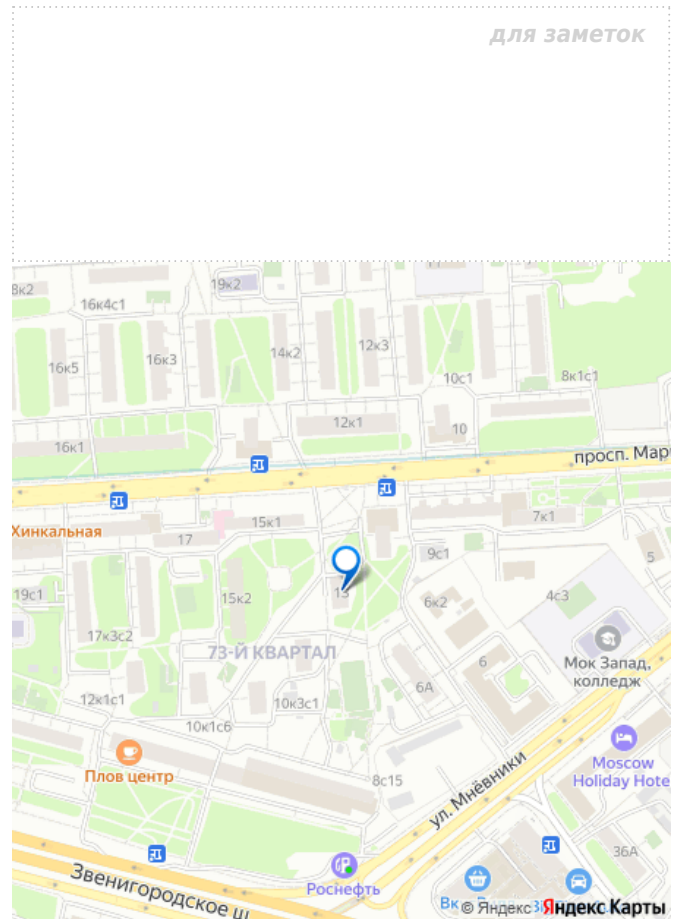 для заметок
8к2
19к2
16к4с1
16к5
16к3
14к2
12к3
10с1
8к1с1
12к1
10
16к1
просп. Мар
Хинкальная
17
15к1
7к1
9с1
5
19с1
15к2
13
6к2
4с3
17к3с2
73-Й КВАРТАЛ
6
Мок Запад,
колледж
6А
12к1с1
10к3с1
10к1с6
Плов центр
8с15
ул. Мнёвники
Moscow
Holiday Hote
36А
Звенигородское ш
Роснефть
© Яндекс Яндекс Карты